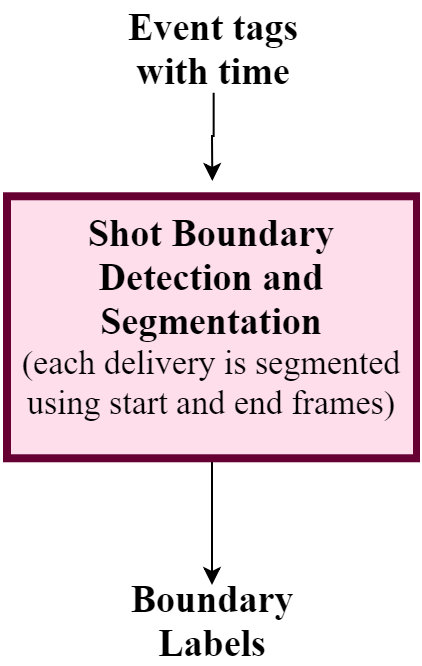 Event tags
with time
Shot Boundary
Detection and
Segmentation
(each delivery is segmented
using start and end frames)
Boundary
Labels